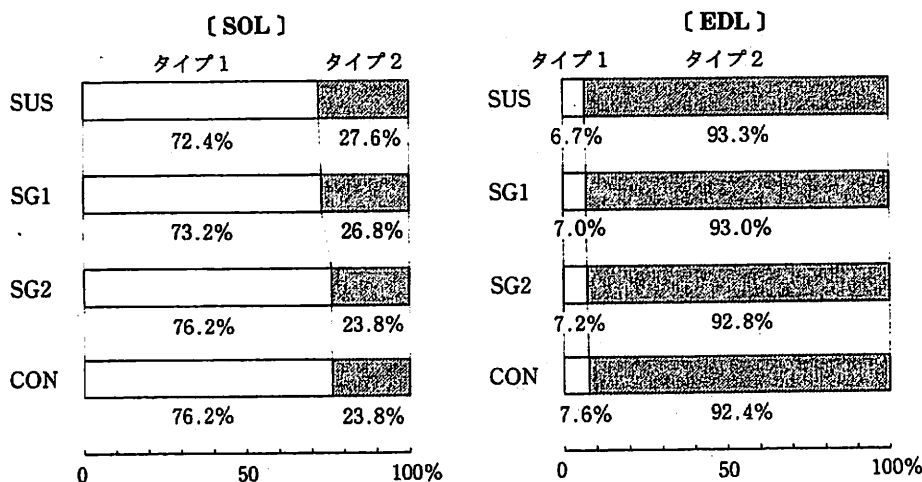 〔 SOL 〕
タイプ1 タイプ2
SUS
72.4% 27.6%
SG1
73.2% 26.8%
SG2
76.2% 23.8%
CON
76.2% 23.8%
0 50 100%
〔 EDL 〕
タイプ1 タイプ2
SUS
6.7% 93.3%
SG1
7.0% 93.0%
SG2
7.2% 92.8%
CON
7.6% 92.4%
0 50 100%